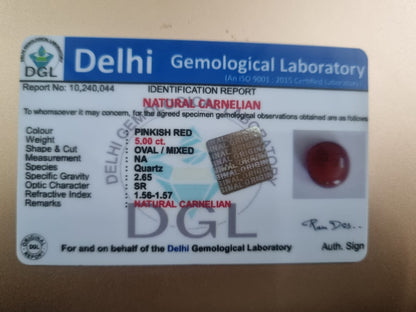 DGL
Delhi Gemological Laboratory
(An ISO 9001 : 2015 Certified Laboratory)
Report No: 10,240,044
IDENTIFICATION REPORT
NATURAL CARNELIAN
To whomsoever it may concern, for the agreed specimen gemological observations obtained are as follows
Colour : PINKISH RED
Weight : 5.00 ct.
Shape & Cut : OVAL / MIXED
Measurement : NA
Species : Quartz
Specific Gravity : 2.65
Optic Character : SR
Refractive Index : 1.56-1.57
Remarks : NATURAL CARNELIAN
DGL
ORIGINAL
DGL
REPORT
For and on behalf of the Delhi Gemological Laboratory
Auth. Sign